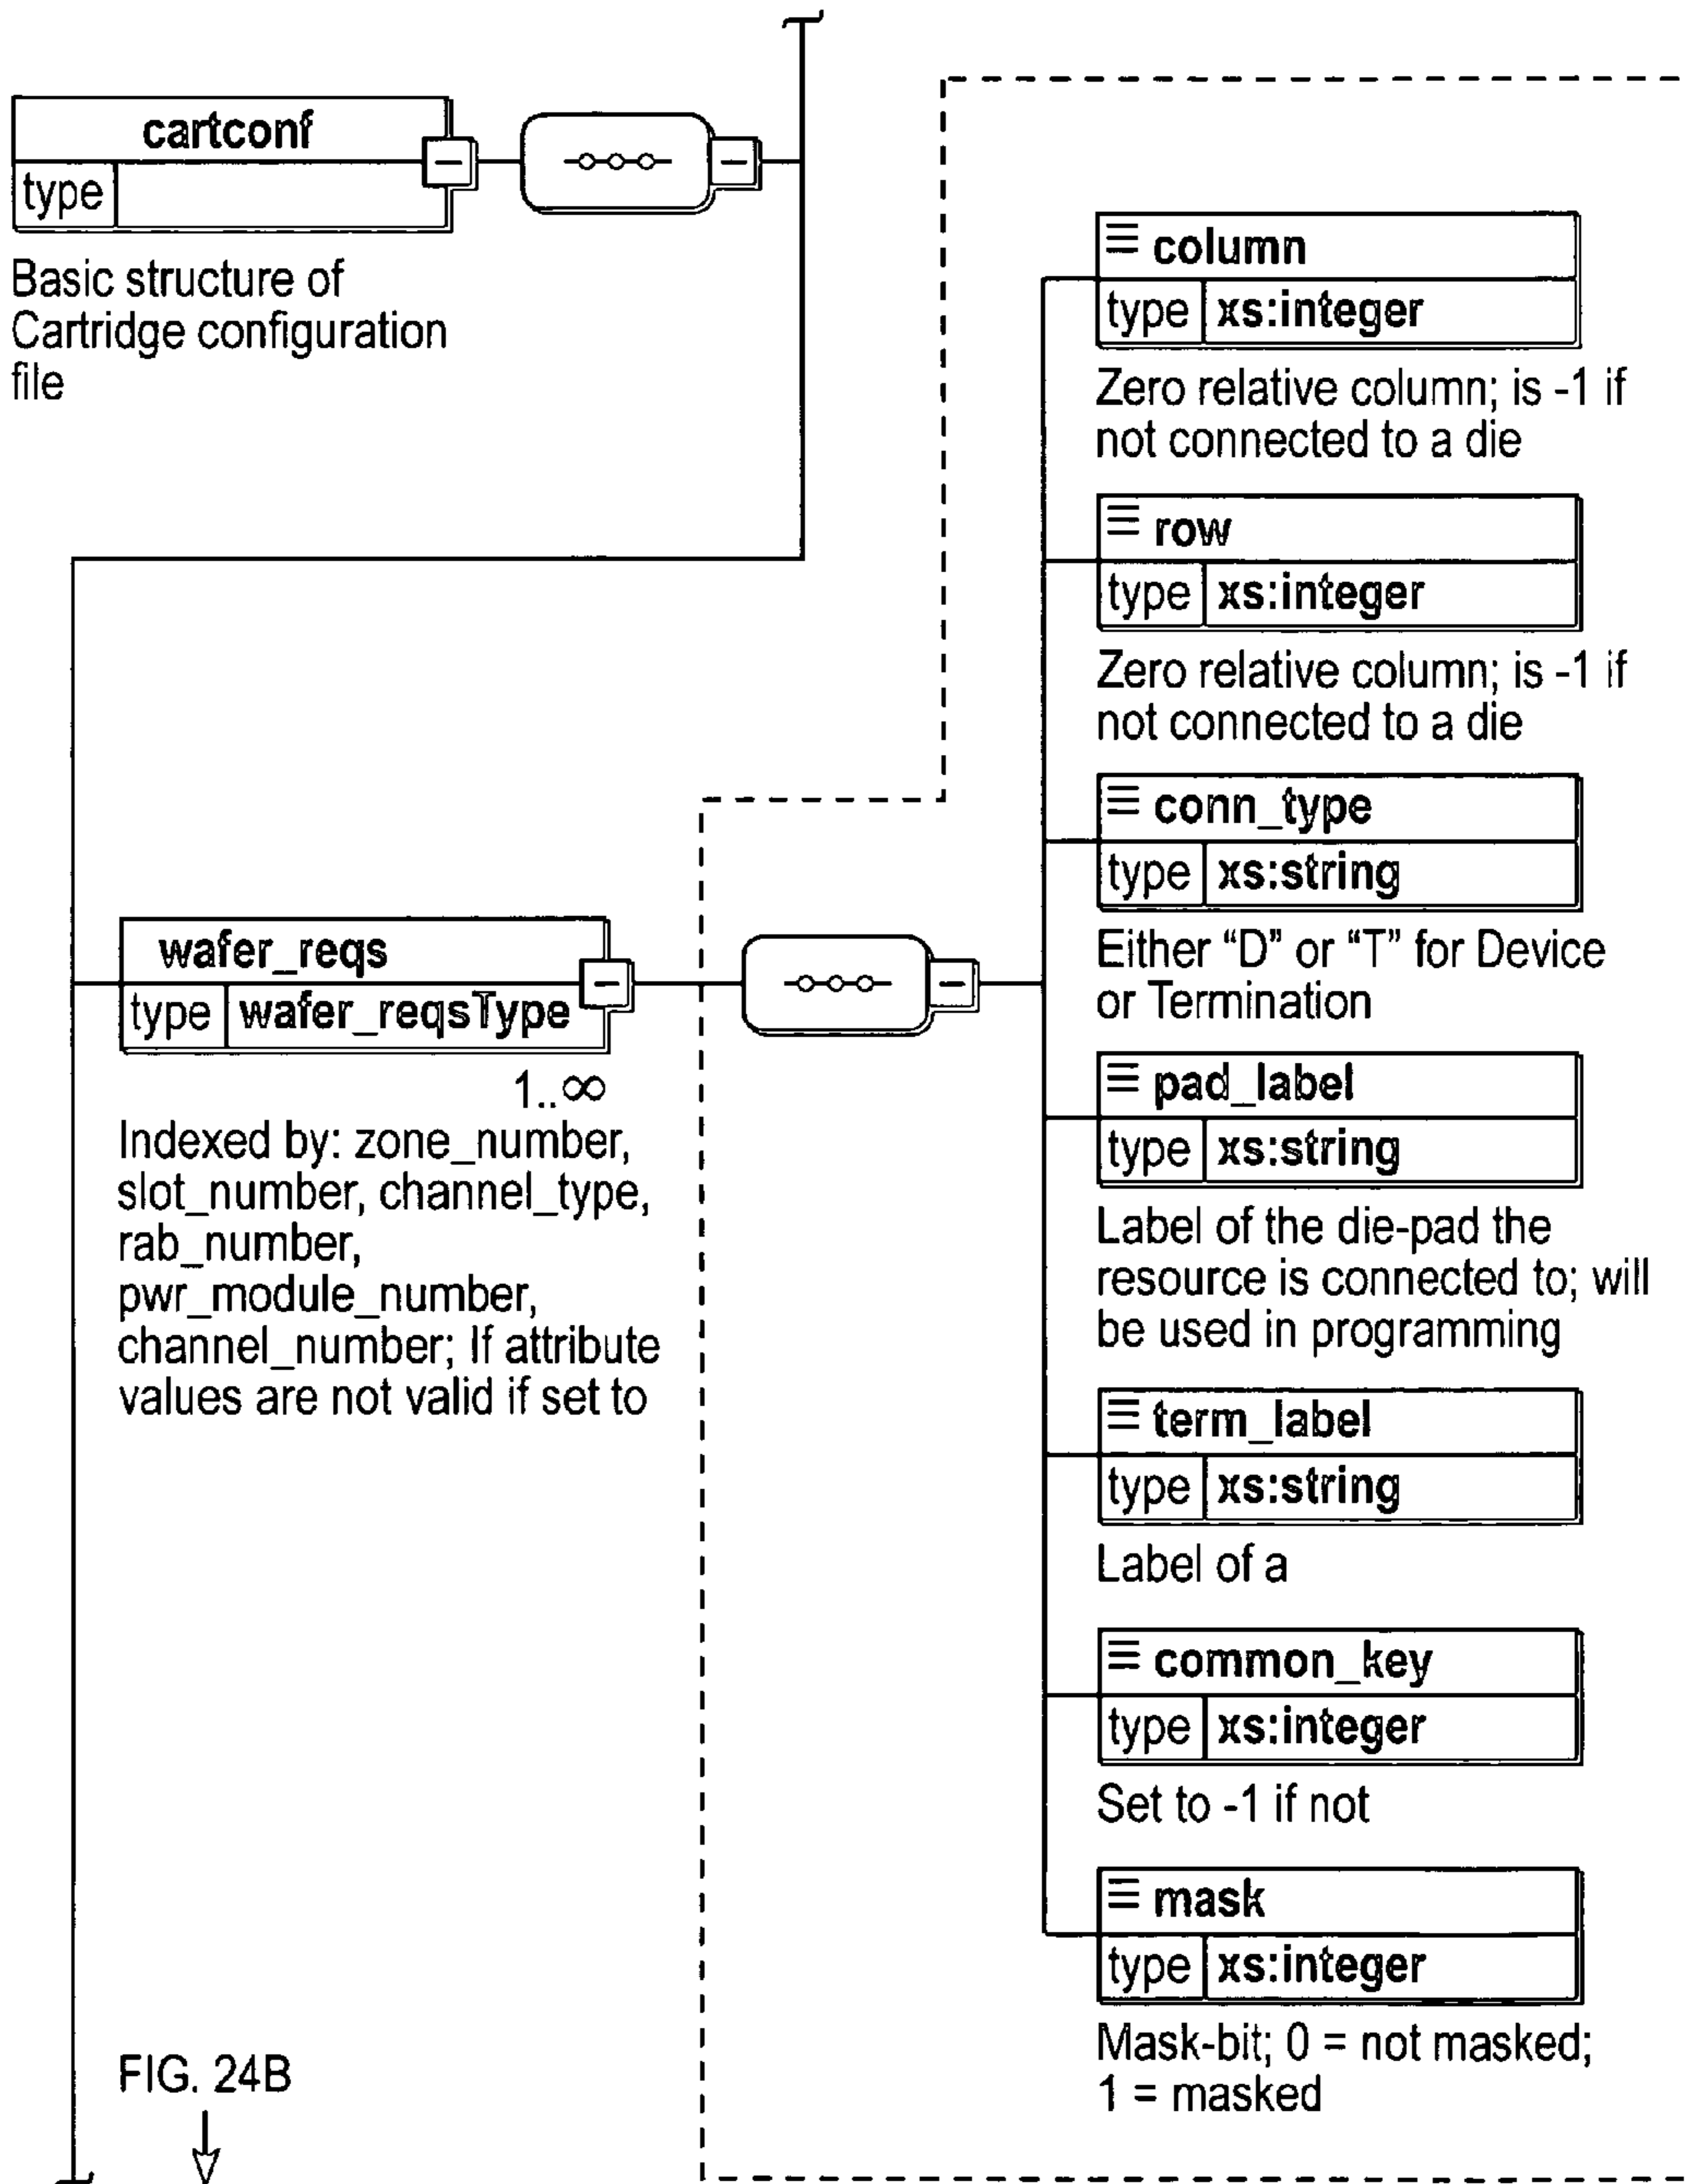 cartconf
type
Basic structure of
Cartridge configuration
file
column
type xs:integer
Zero relative column; is -1 if
not connected to a die
row
type xs:integer
Zero relative column; is -1 if
not connected to a die
conn_type
type xs:string
Either “D” or “T” for Device
or Termination
wafer_reqs
type wafer_reqsType
1..∞
Indexed by: zone_number,
slot_number, channel_type,
rab_number,
pwr_module_number,
channel_number; If attribute
values are not valid if set to
pad_label
type xs:string
Label of the die-pad the
resource is connected to; will
be used in programming
term_label
type xs:string
Label of a
common_key
type xs:integer
Set to -1 if not
mask
type xs:integer
Mask-bit; 0 = not masked;
1 = masked
FIG. 24B